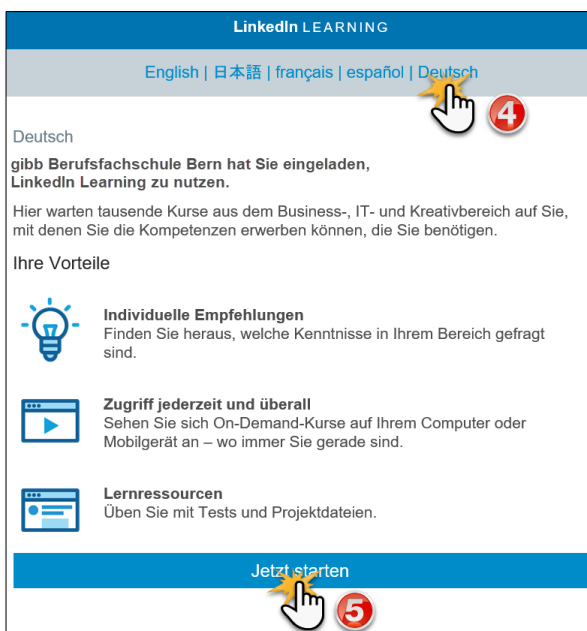 LinkedIn LEARNING
English | 日本語 | français | español | Deutsch
4
Deutsch
gibb Berufsfachschule Bern hat Sie eingeladen,
LinkedIn Learning zu nutzen.
Hier warten tausende Kurse aus dem Business-, IT- und Kreativbereich auf Sie,
mit denen Sie die Kompetenzen erwerben können, die Sie benötigen.
Ihre Vorteile
Individuelle Empfehlungen
Finden Sie heraus, welche Kenntnisse in Ihrem Bereich gefragt
sind.
Zugriff jederzeit und überall
Sehen Sie sich On-Demand-Kurse auf Ihrem Computer oder
Mobilgerät an – wo immer Sie gerade sind.
Lernressourcen
Üben Sie mit Tests und Projektdateien.
Jetzt starten
5